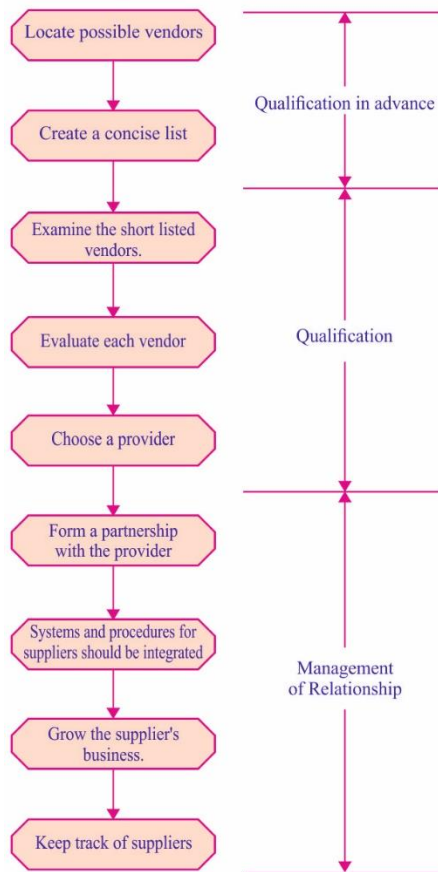 Locate possible vendors
Qualification in advance
Create a concise list
Examine the short listed
vendors.
Evaluate each vendor
Qualification
Choose a provider
Form a partnership
with the provider
Systems and procedures for
suppliers should be integrated
Management
of Relationship
Grow the supplier's
business.
Keep track of suppliers